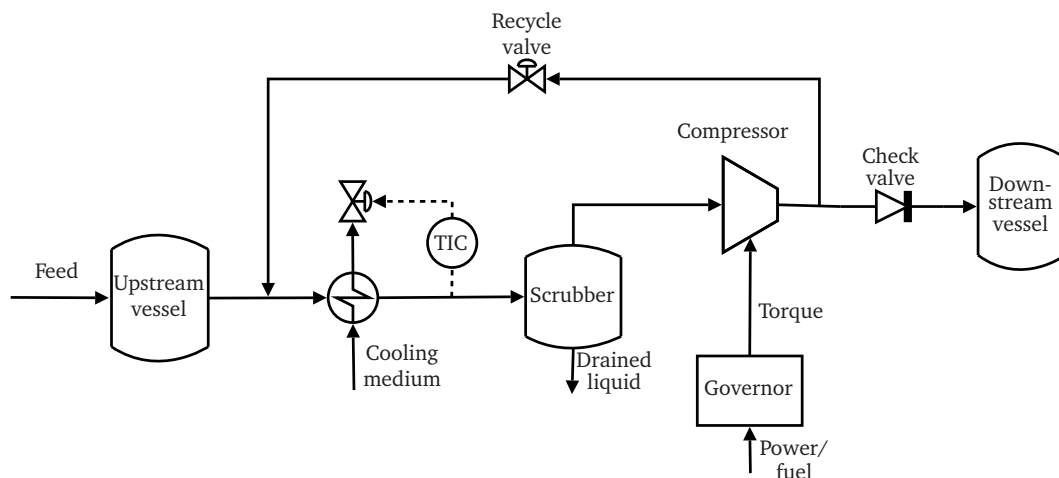 Recycle
valve
Compressor
Check
valve
Down-
stream
vessel
TIC
Feed
Upstream
vessel
Scrubber
Torque
Cooling
medium
Drained
liquid
Governor
Power/
fuel